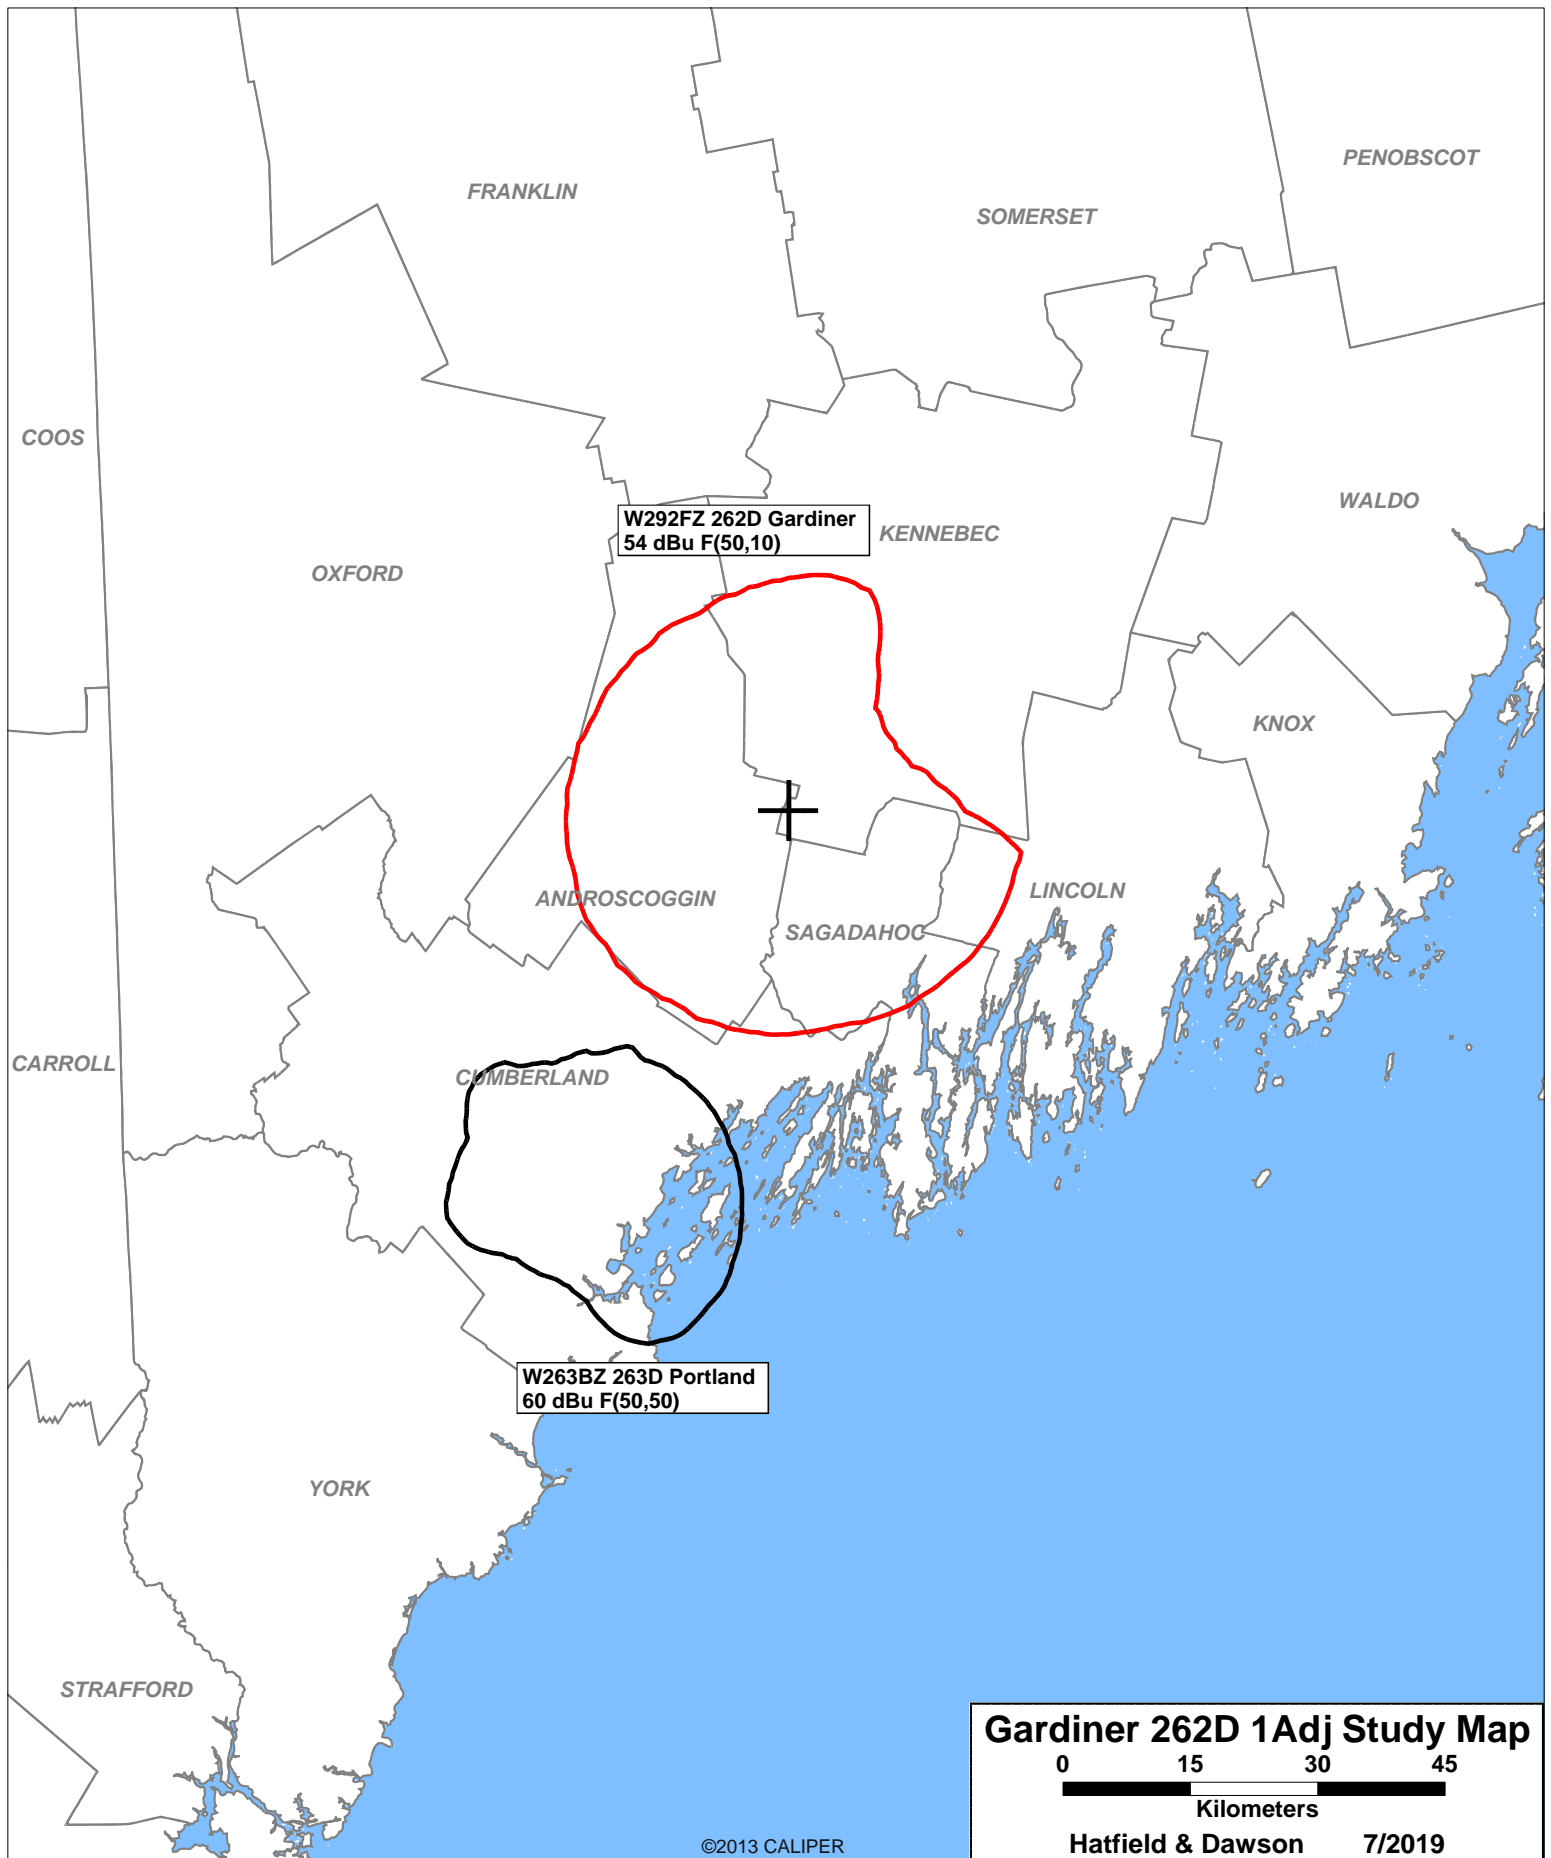 PENOBSCOT
FRANKLIN
SOMERSET
COOS
WALDO
W292FZ 262D Gardiner
54 dBu F(50,10)
KENNEBEC
OXFORD
KNOX
ANDROSCOGGIN
LINCOLN
SAGADAHOC
CARROLL
CUMBERLAND
W263BZ 263D Portland
60 dBu F(50,50)
YORK
STRAFFORD
Gardiner 262D 1Adj Study Map
0 15 30 45
Kilometers
Hatfield & Dawson 7/2019
©2013 CALIPER